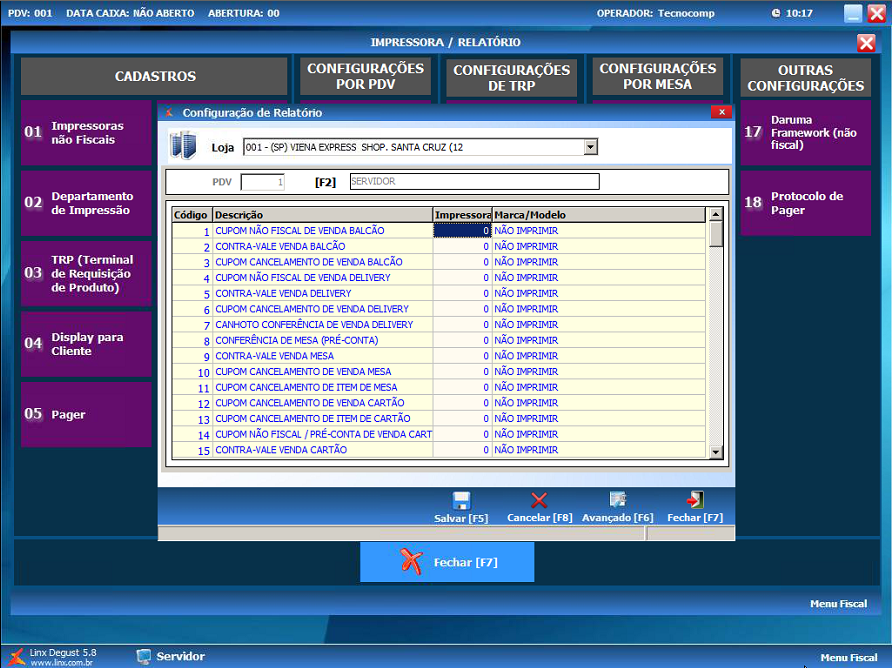 PDV: 001 DATA CAIXA: NÃO ABERTO ABERTURA: 00 OPERADOR: Tecnocomp 10:17
IMPRESSORA / RELATÓRIO
CADASTROS
CONFIGURAÇÕES
POR PDV
CONFIGURAÇÕES
DE TRP
CONFIGURAÇÕES
POR MESA
OUTRAS
CONFIGURAÇÕES
01 Impressoras
não Fiscais
02 Departamento
de Impressão
03 TRP (Terminal
de Requisição
de Produto)
04 Display para
Cliente
05 Pager
17 Daruma
Framework (não
fiscal)
18 Protocolo de
Pager
Configuração de Relatório
Loja 001 - (SP) VIENA EXPRESS SHOP. SANTA CRUZ (12
PDV 1 [F2] SERVIDOR
Código Descrição Impressora Marca/Modelo
1 CUPOM NÃO FISCAL DE VENDA BALCÃO 0 NÃO IMPRIMIR
2 CONTRA-VALE VENDA BALCÃO 0 NÃO IMPRIMIR
3 CUPOM CANCELAMENTO DE VENDA BALCÃO 0 NÃO IMPRIMIR
4 CUPOM NÃO FISCAL DE VENDA DELIVERY 0 NÃO IMPRIMIR
5 CONTRA-VALE VENDA DELIVERY 0 NÃO IMPRIMIR
6 CUPOM CANCELAMENTO DE VENDA DELIVERY 0 NÃO IMPRIMIR
7 CANHOTO CONFERÊNCIA DE VENDA DELIVERY 0 NÃO IMPRIMIR
8 CONFERÊNCIA DE MESA (PRÉ-CONTA) 0 NÃO IMPRIMIR
9 CONTRA-VALE VENDA MESA 0 NÃO IMPRIMIR
10 CUPOM CANCELAMENTO DE VENDA MESA 0 NÃO IMPRIMIR
11 CUPOM CANCELAMENTO DE ITEM DE MESA 0 NÃO IMPRIMIR
12 CUPOM CANCELAMENTO DE VENDA CARTÃO 0 NÃO IMPRIMIR
13 CUPOM CANCELAMENTO DE ITEM DE CARTÃO 0 NÃO IMPRIMIR
14 CUPOM NÃO FISCAL / PRÉ-CONTA DE VENDA CART 0 NÃO IMPRIMIR
15 CONTRA-VALE VENDA CARTÃO 0 NÃO IMPRIMIR
Salvar [F5] Cancelar [F8] Avançado [F6] Fechar [F7]
Fechar [F7]
Menu Fiscal
Linx Degust 5.8
www.linx.com.br
Servidor
Menu Fiscal